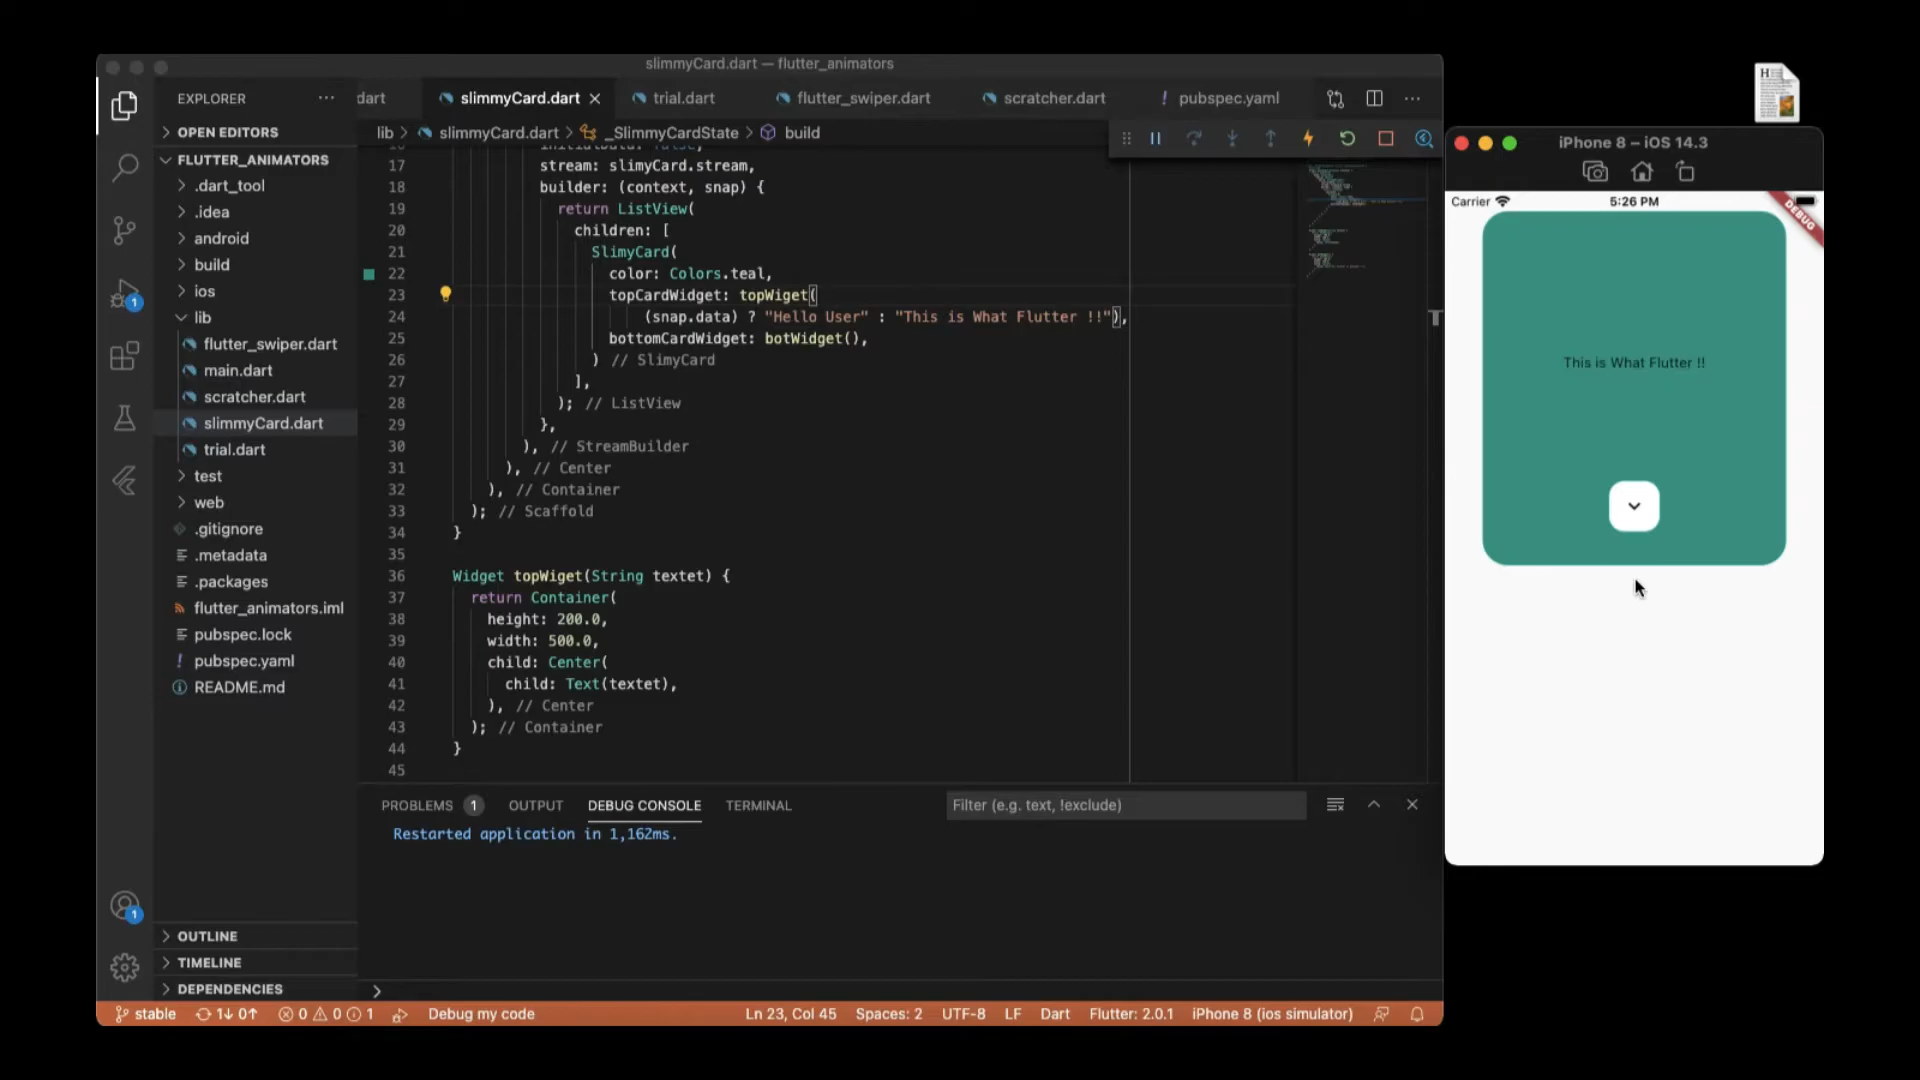 slimmyCard.dart — flutter_animators
EXPLORER
dart
slimmyCard.dart
trial.dart
flutter_swiper.dart
scratcher.dart
! pubspec.yaml
lib > slimmyCard.dart > _SlimmyCardState > build
OPEN EDITORS
FLUTTER_ANIMATORS
.dart_tool
.idea
android
build
ios
lib
flutter_swiper.dart
main.dart
scratcher.dart
slimmyCard.dart
trial.dart
test
web
.gitignore
.metadata
.packages
flutter_animators.iml
pubspec.lock
! pubspec.yaml
README.md
OUTLINE
TIMELINE
DEPENDENCIES
1
1
17 stream: slimyCard.stream,
18 builder: (context, snap) {
19 return ListView(
20 children: [
21 SlimyCard(
22 color: Colors.teal,
23 topCardWidget: topWiget(
24 (snap.data) ? "Hello User" : "This is What Flutter !!"),
25 bottomCardWidget: botWidget(),
26 ) // SlimyCard
27 ],
28 ); // ListView
29 },
30 ), // StreamBuilder
31 ), // Center
32 ), // Container
33 ); // Scaffold
34 }
35
36 Widget topWiget(String textet) {
37 return Container(
38 height: 200.0,
39 width: 500.0,
40 child: Center(
41 child: Text(textet),
42 ), // Center
43 ); // Container
44 }
45
PROBLEMS 1 OUTPUT DEBUG CONSOLE TERMINAL
Filter (e.g. text, !exclude)
Restarted application in 1,162ms.
stable 1↓ 0↑ 0 0 1 Debug my code
Ln 23, Col 45 Spaces: 2 UTF-8 LF Dart Flutter: 2.0.1 iPhone 8 (ios simulator)
iPhone 8 – iOS 14.3
Carrier 5:26 PM
DEBUG
This is What Flutter !!